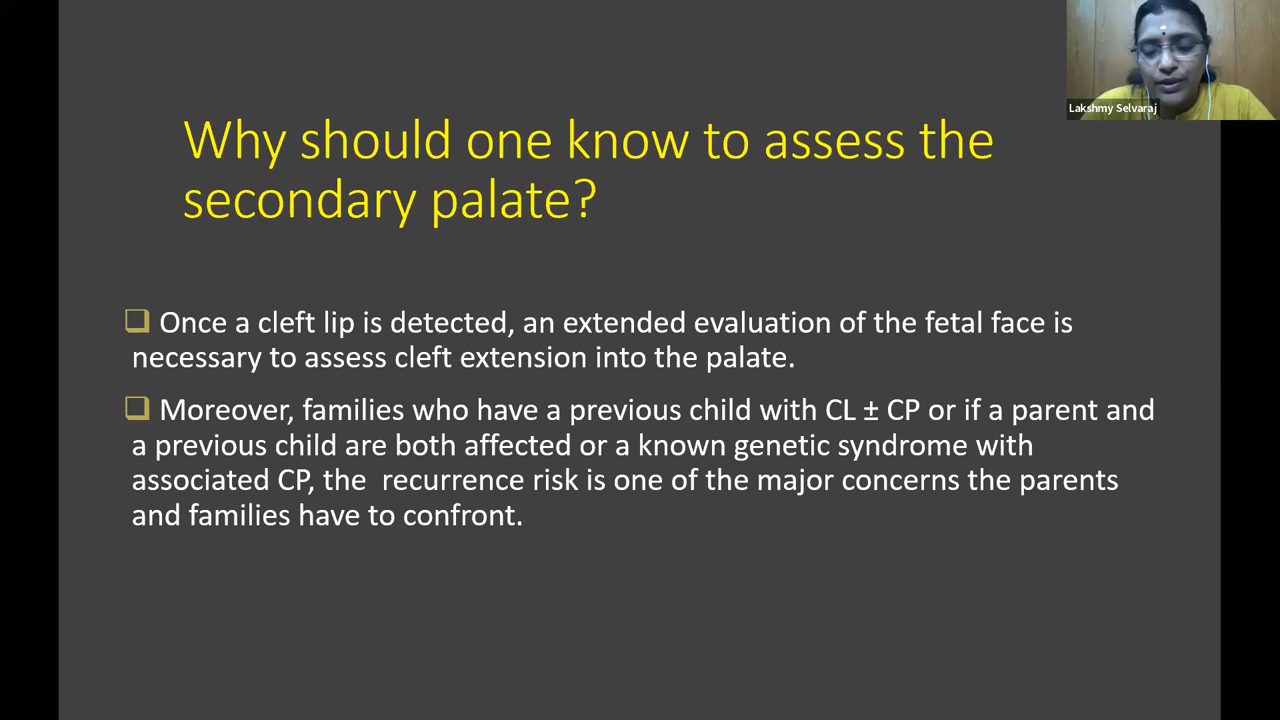 Lakshmy Selvaraj
Why should one know to assess the
secondary palate?
Once a cleft lip is detected, an extended evaluation of the fetal face is
necessary to assess cleft extension into the palate.
Moreover, families who have a previous child with CL ± CP or if a parent and
a previous child are both affected or a known genetic syndrome with
associated CP, the  recurrence risk is one of the major concerns the parents
and families have to confront.